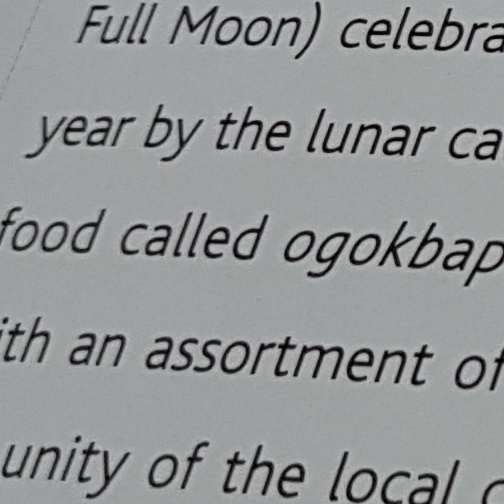 Full Moon) celebra
year by the lunar ca
food called ogokbap
ith an assortment of
unity of the local